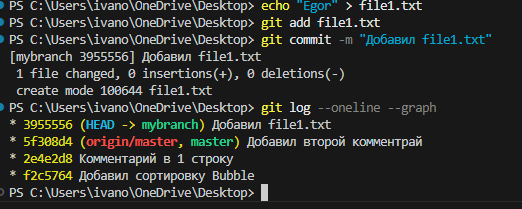 PS C:\Users\ivano\OneDrive\Desktop> echo "Egor" > file1.txt
PS C:\Users\ivano\OneDrive\Desktop> git add file1.txt
PS C:\Users\ivano\OneDrive\Desktop> git commit -m "Добавил file1.txt"
[mybranch 3955556] Добавил file1.txt
 1 file changed, 0 insertions(+), 0 deletions(-)
 create mode 100644 file1.txt
PS C:\Users\ivano\OneDrive\Desktop> git log --oneline --graph
* 3955556 (HEAD -> mybranch) Добавил file1.txt
* 5f308d4 (origin/master, master) Добавил второй комментрай
* 2e4e2d8 Комментарий в 1 строку
* f2c5764 Добавил сортировку Bubble
PS C:\Users\ivano\OneDrive\Desktop>